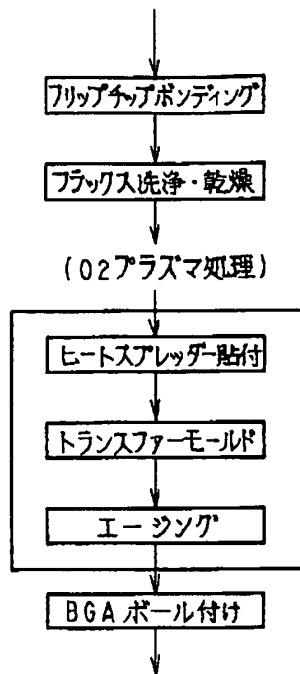 フリップチップボンディング
フラックス洗浄・乾燥
(O2プラズマ処理)
ヒートスプレッダー貼付
トランスファーモールド
エージング
BGAボール付け